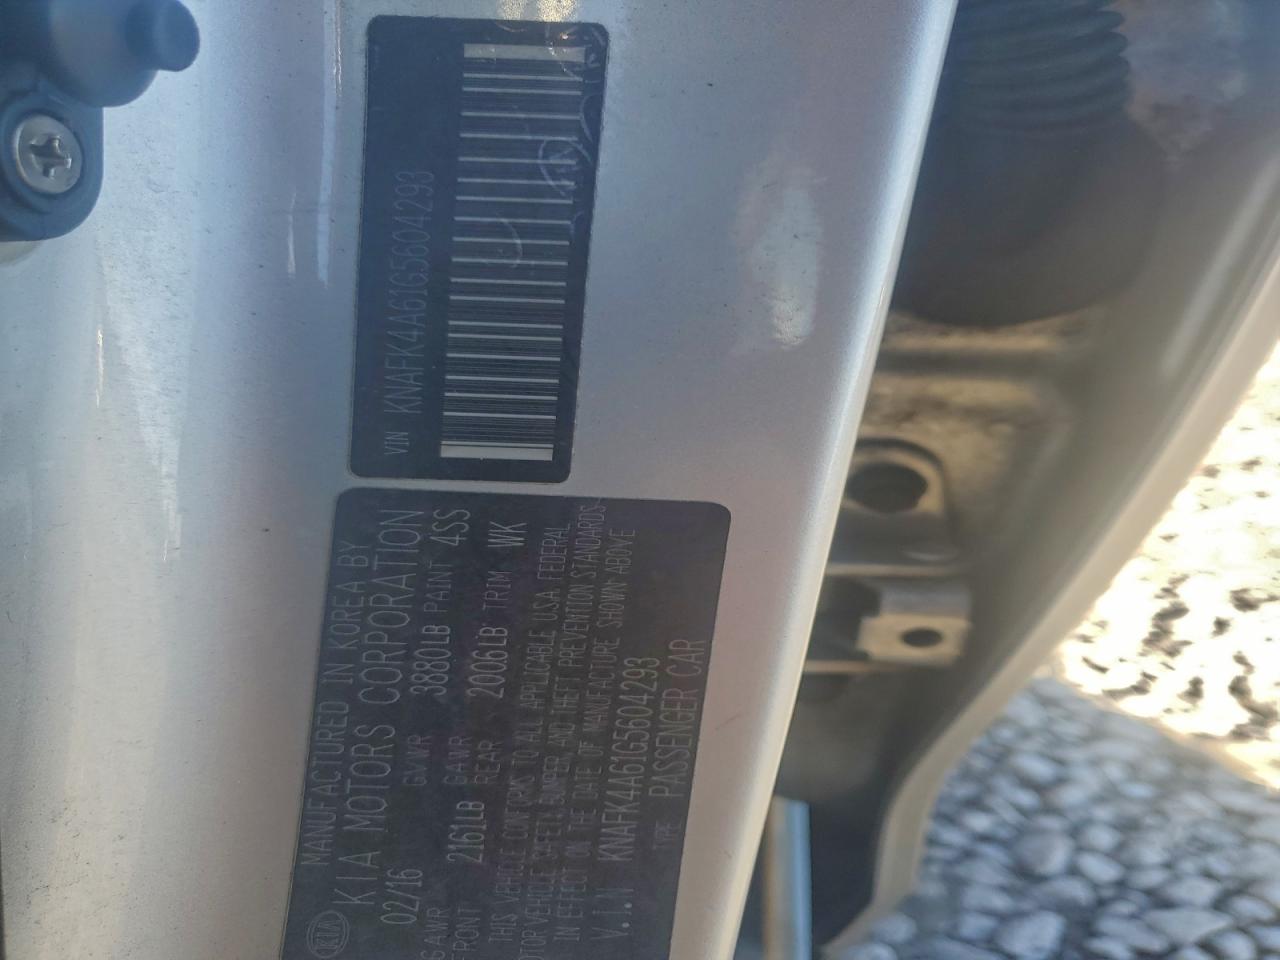 VIN KNAFK4A61G5604293
KIA
MANUFACTURED IN KOREA BY
KIA MOTORS CORPORATION
02/16 GVWR 3880LB PAINT 4SS
GAWR
FRONT 2161LB GAWR REAR 2006LB TRIM WK
THIS VEHICLE CONFORMS TO ALL APPLICABLE U.S.A. FEDERAL
MOTOR VEHICLE SAFETY, BUMPER, AND THEFT PREVENTION STANDARDS
IN EFFECT ON THE DATE OF MANUFACTURE SHOWN ABOVE
V.I.N KNAFK4A61G5604293
TYPE PASSENGER CAR